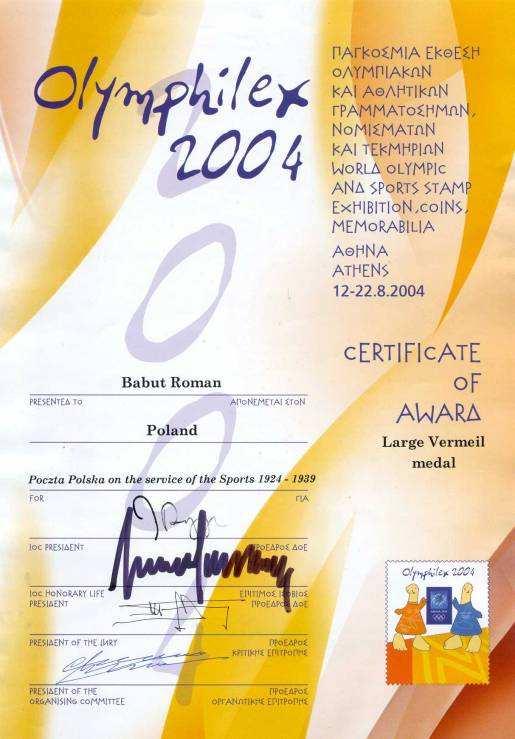 Olymphilex
2004
ΠΑΓΚΟΣΜΙΑ ΕΚΘΕΣΗ
ΟΛΥΜΠΙΑΚΩΝ
ΚΑΙ ΑΘΛΗΤΙΚΩΝ
ΓΡΑΜΜΑΤΟΣΗΜΩΝ,
ΝΟΜΙΣΜΑΤΩΝ
ΚΑΙ ΤΕΚΜΗΡΙΩΝ
WORLD OLYMPIC
AND SPORTS STAMP
EXHIBITION, COINS,
MEMORABILIA
ΑΘΗΝΑ
ATHENS
12-22.8.2004
CERTIFICATE
OF
AWARD
Large Vermeil
medal
Babut Roman
PRESENTED TO ΑΠΟΝΕΜΕΤΑΙ ΣΤΟΝ
Poland
Poczta Polska on the service of the Sports 1924 - 1939
FOR ΓΙΑ
IOC PRESIDENT ΠΡΟΕΔΡΟΣ ΔΟΕ
IOC HONORARY LIFE ΕΠΙΤΙΜΟΣ ΙΣΟΒΙΟΣ
PRESIDENT ΠΡΟΕΔΡΟΣ ΔΟΕ
PRESIDENT OF THE JURY ΠΡΟΕΔΡΟΣ
ΚΡΙΤΙΚΗΣ ΕΠΙΤΡΟΠΗΣ
PRESIDENT OF THE ΠΡΟΕΔΡΟΣ
ORGANISING COMMITTEE ΟΡΓΑΝΩΤΙΚΗΣ ΕΠΙΤΡΟΠΗΣ
Olymphilex 2004